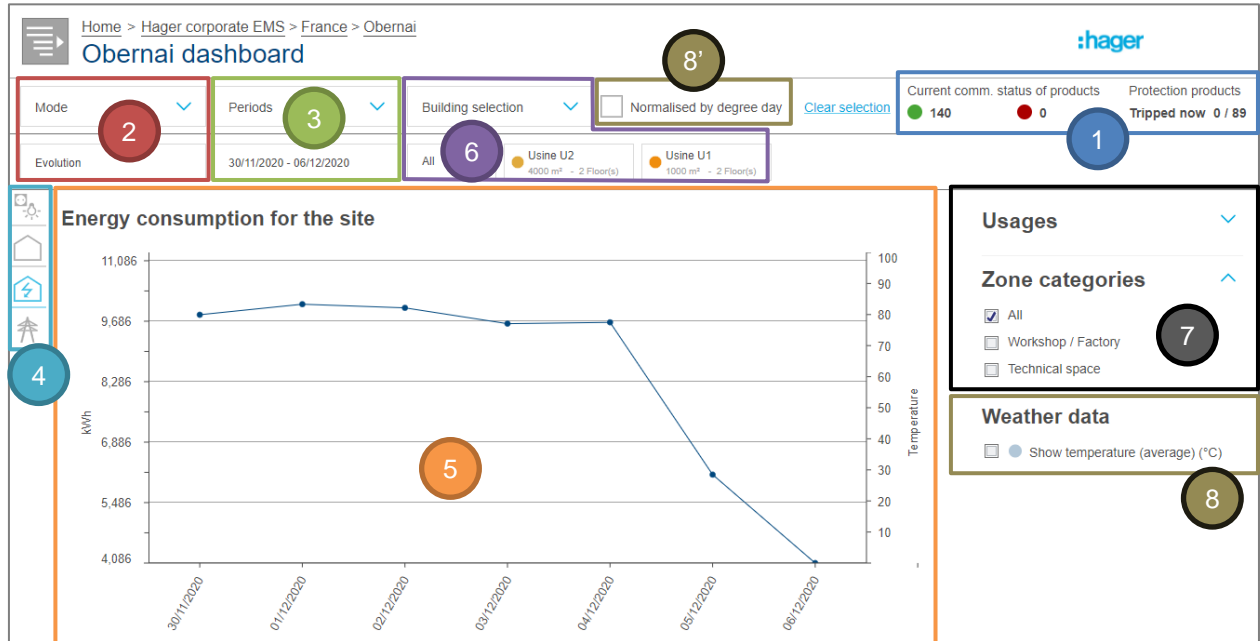 Home > Hager corporate EMS > France > Obernai
Obernai dashboard
:hager
8'
Mode
Periods
Building selection
Normalised by degree day
Clear selection
Current comm. status of products
Protection products
140
0
Tripped now 0 / 89
2
3
6
1
Evolution
30/11/2020 - 06/12/2020
All
Usine U2
4000 m² - 2 Floor(s)
Usine U1
1000 m² - 2 Floor(s)
Energy consumption for the site
11,086
9,686
8,286
6,886
5,486
4,086
kWh
100
90
80
70
60
50
40
30
20
10
-
Temperature
30/11/2020
01/12/2020
02/12/2020
03/12/2020
04/12/2020
05/12/2020
06/12/2020
4
5
Usages
Zone categories
All
Workshop / Factory
Technical space
7
Weather data
Show temperature (average) (°C)
8